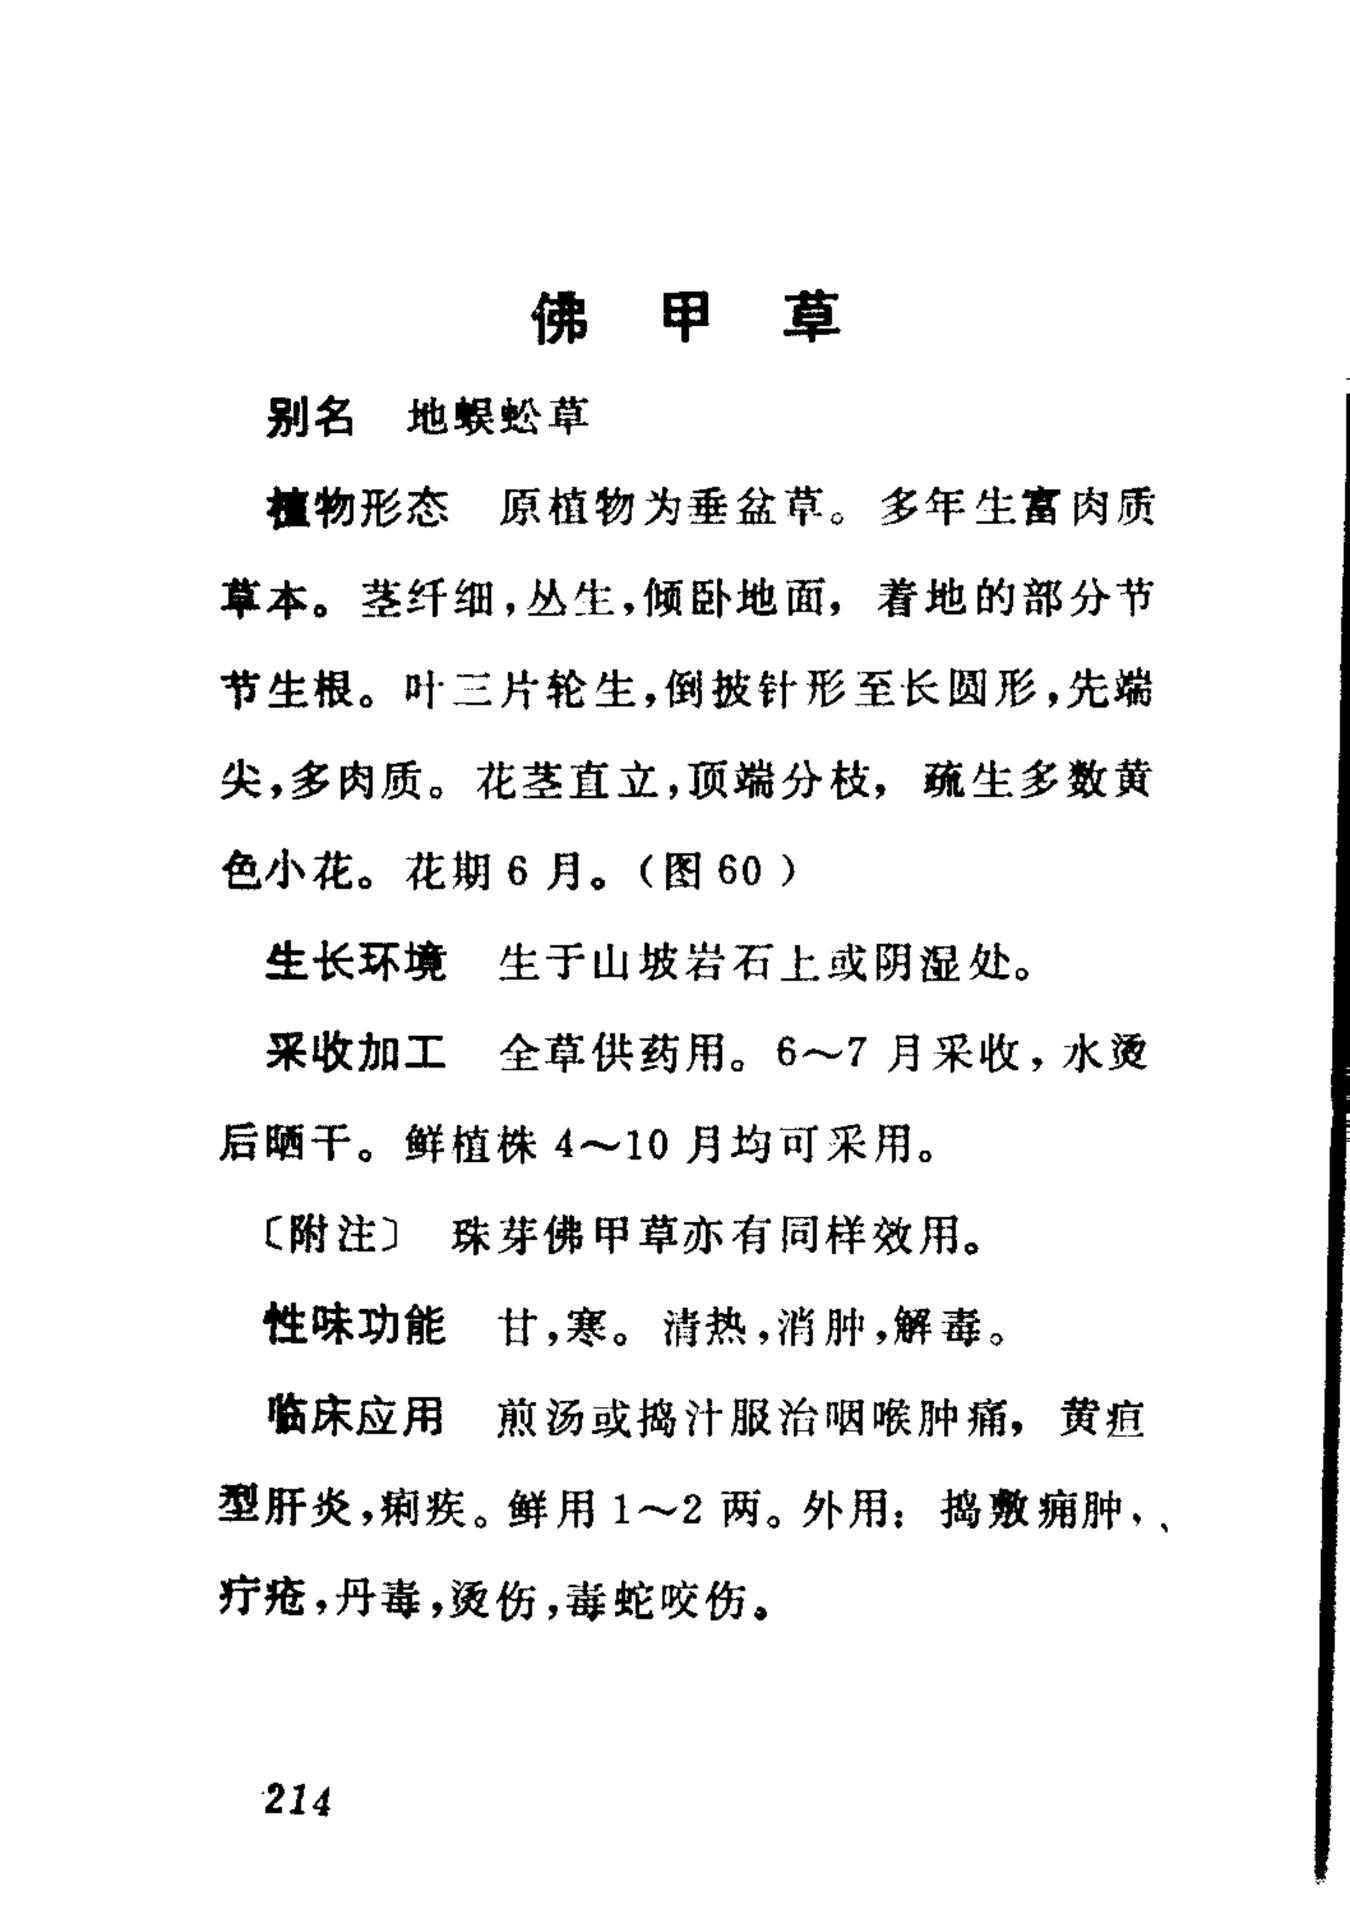 佛甲草
别名 地蜈蚣草
植物形态 原植物为垂盆草。多年生富肉质
草本。茎纤细，丛生，倾卧地面，着地的部分节
节生根。叶三片轮生，倒披针形至长圆形，先端
尖，多肉质。花茎直立，顶端分枝，疏生多数黄
色小花。花期6月。（图60）
生长环境 生于山坡岩石上或阴湿处。
采收加工 全草供药用。6～7月采收，水烫
后晒干。鲜植株4～10月均可采用。
〔附注〕 珠芽佛甲草亦有同样效用。
性味功能 甘，寒。清热，消肿，解毒。
临床应用 煎汤或捣汁服治咽喉肿痛，黄疸
型肝炎，痢疾。鲜用1～2两。外用：捣敷痈肿，
疔疮，丹毒，烫伤，毒蛇咬伤。
214